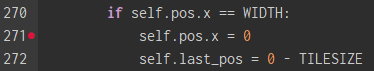 270 if self.pos.x == WIDTH:
271 self.pos.x = 0
272 self.last_pos = 0 - TILESIZE